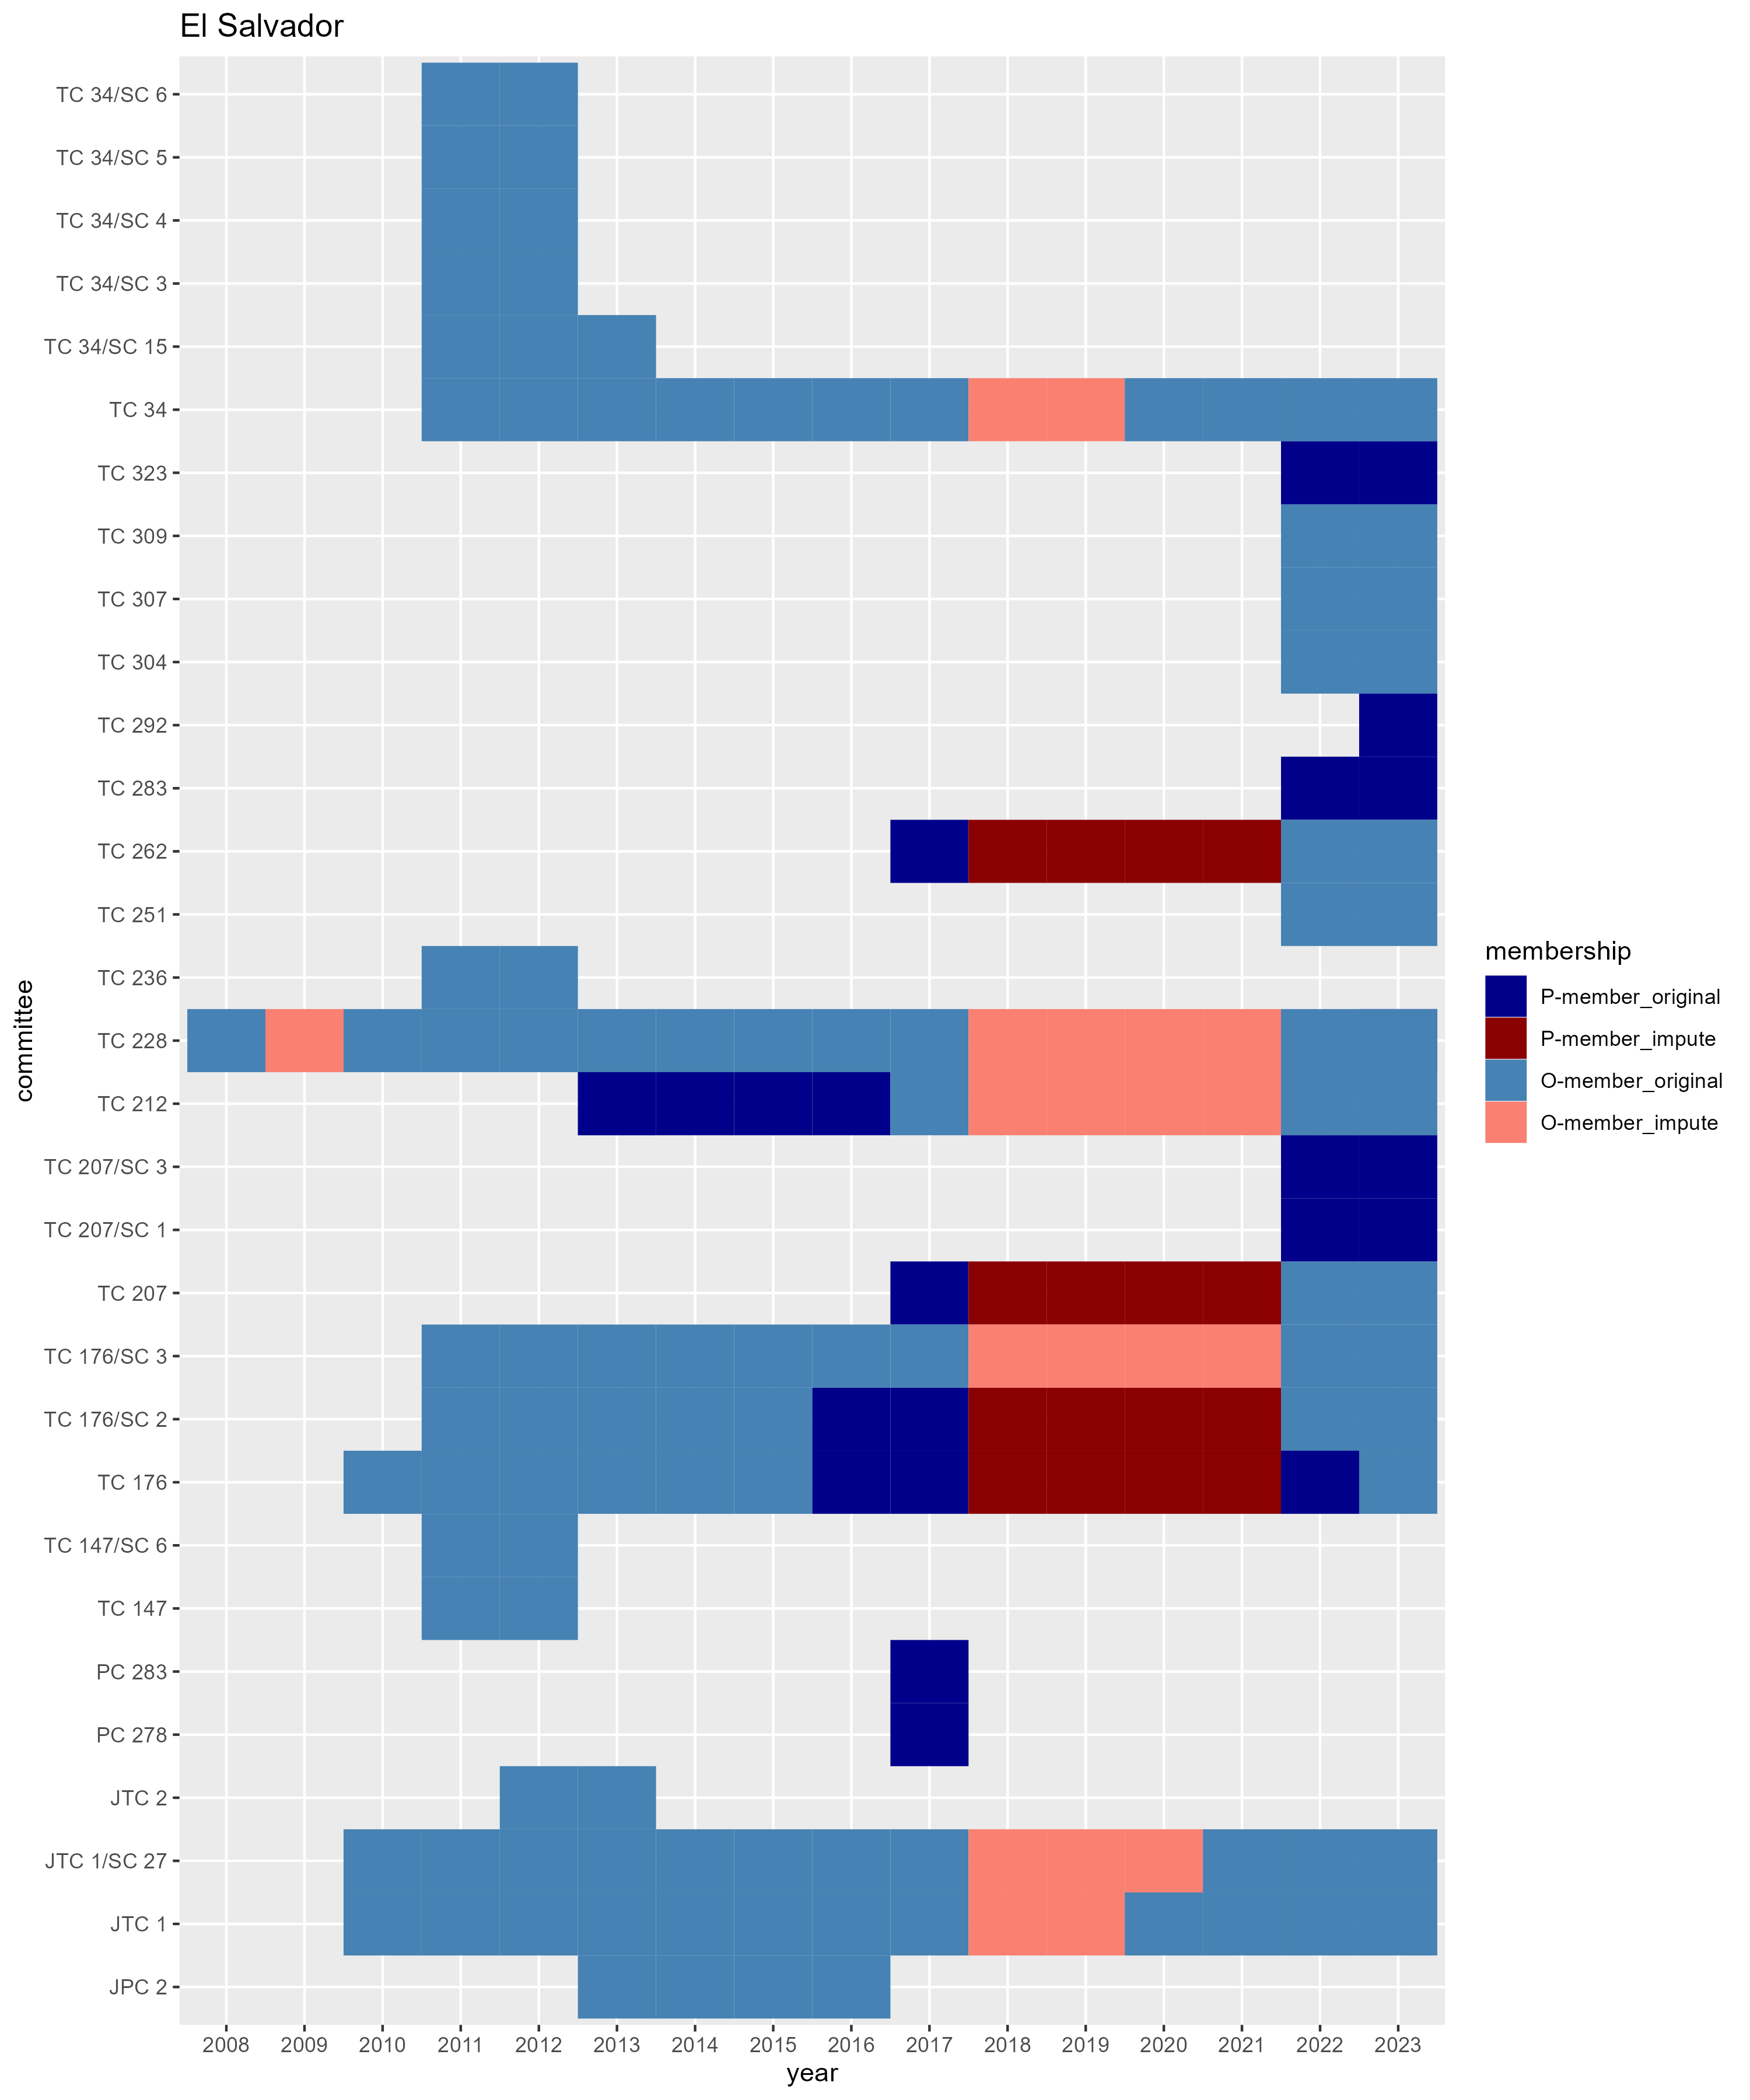 El Salvador
TC 34/SC 6
TC 34/SC 5
TC 34/SC 4
TC 34/SC 3
TC 34/SC 15
TC 34
TC 323
TC 309
TC 307
TC 304
TC 292
TC 283
TC 262
TC 251
TC 236
TC 228
TC 212
TC 207/SC 3
TC 207/SC 1
TC 207
TC 176/SC 3
TC 176/SC 2
TC 176
TC 147/SC 6
TC 147
PC 283
PC 278
JTC 2
JTC 1/SC 27
JTC 1
JPC 2
committee
2008 2009 2010 2011 2012 2013 2014 2015 2016 2017 2018 2019 2020 2021 2022 2023
year
membership
P-member_original
P-member_impute
O-member_original
O-member_impute